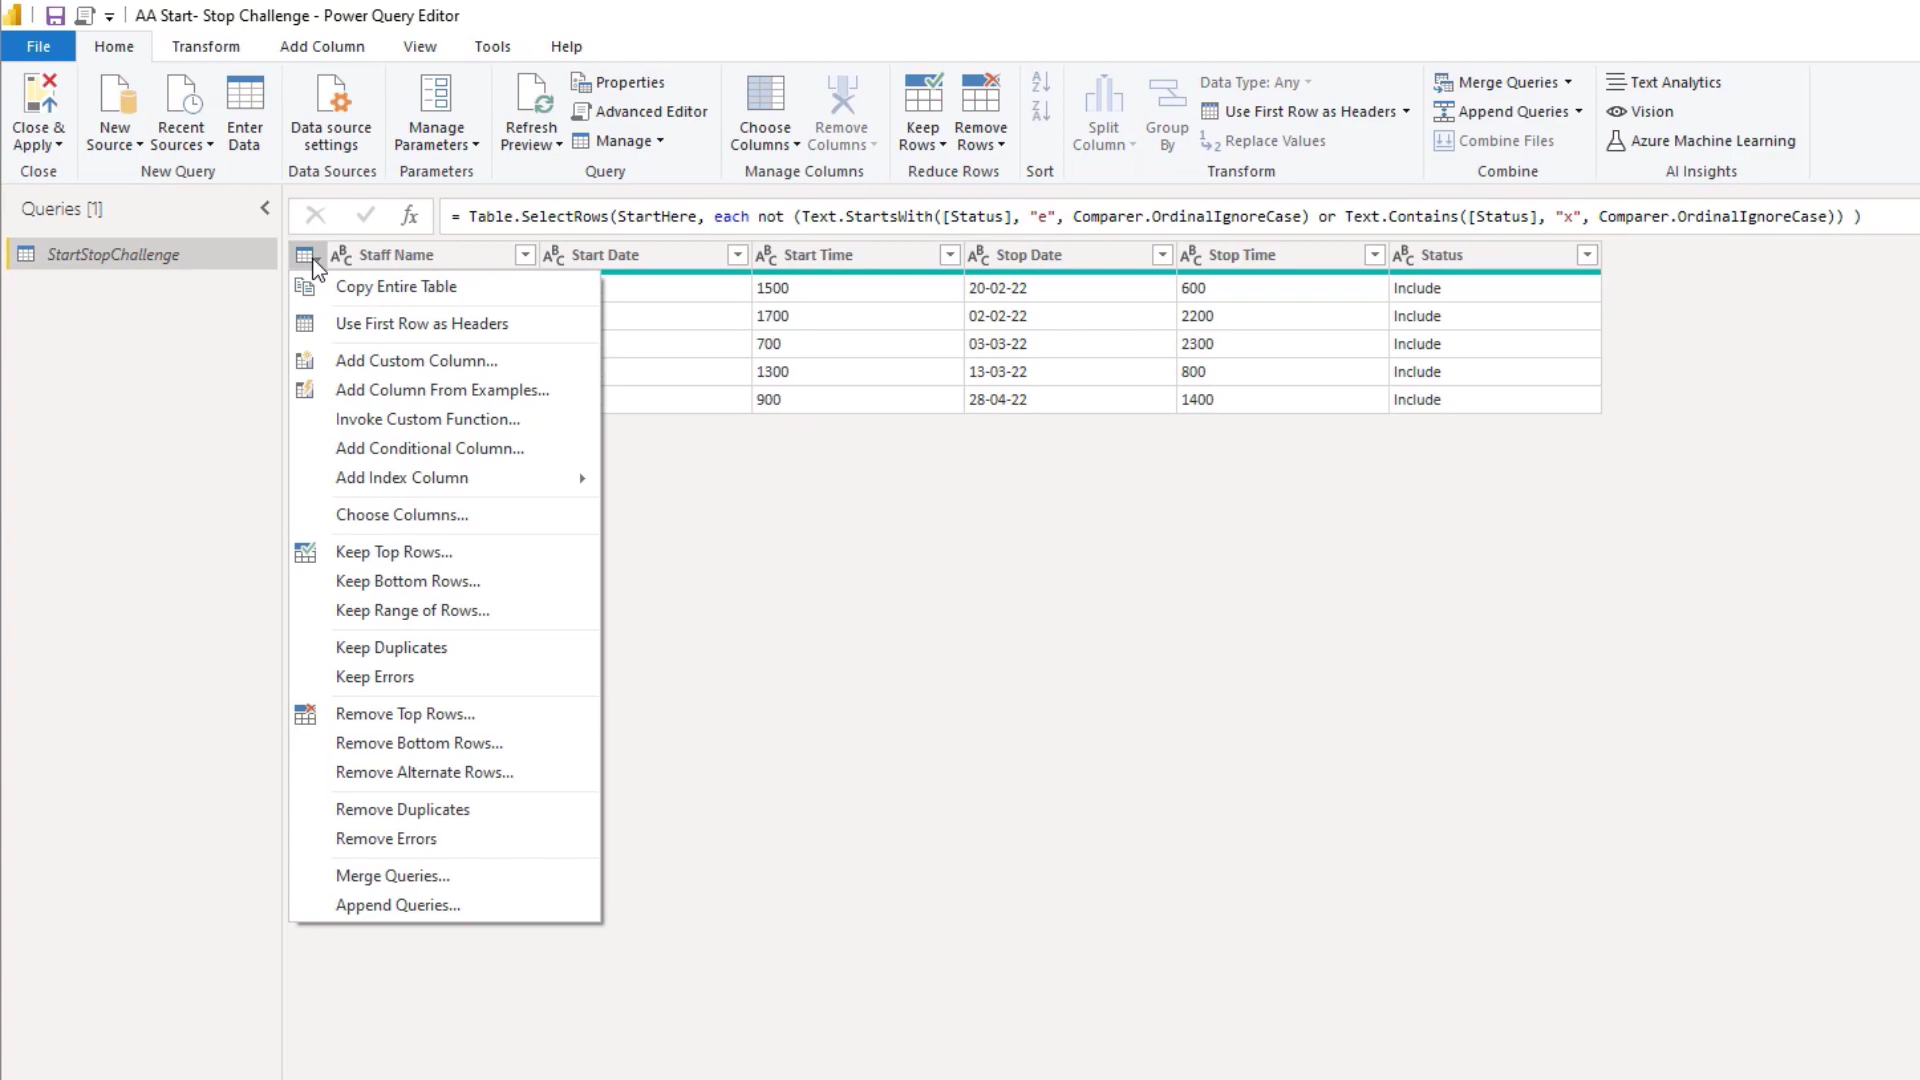 AA Start- Stop Challenge - Power Query Editor
File Home Transform Add Column View Tools Help
Close & Apply
New Source
Recent Sources
Enter Data
Data source settings
Manage Parameters
Refresh Preview
Properties
Advanced Editor
Manage
Choose Columns
Remove Columns
Keep Rows
Remove Rows
Split Column
Group By
Data Type: Any
Use First Row as Headers
Replace Values
Merge Queries
Append Queries
Combine Files
Text Analytics
Vision
Azure Machine Learning
Close New Query Data Sources Parameters Query Manage Columns Reduce Rows Sort Transform Combine AI Insights
Queries [1]
= Table.SelectRows(StartHere, each not (Text.StartsWith([Status], "e", Comparer.OrdinalIgnoreCase) or Text.Contains([Status], "x", Comparer.OrdinalIgnoreCase)) )
StartStopChallenge
Staff Name Start Date Start Time Stop Date Stop Time Status
1500 20-02-22 600 Include
1700 02-02-22 2200 Include
700 03-03-22 2300 Include
1300 13-03-22 800 Include
900 28-04-22 1400 Include
Copy Entire Table
Use First Row as Headers
Add Custom Column...
Add Column From Examples...
Invoke Custom Function...
Add Conditional Column...
Add Index Column
Choose Columns...
Keep Top Rows...
Keep Bottom Rows...
Keep Range of Rows...
Keep Duplicates
Keep Errors
Remove Top Rows...
Remove Bottom Rows...
Remove Alternate Rows...
Remove Duplicates
Remove Errors
Merge Queries...
Append Queries...